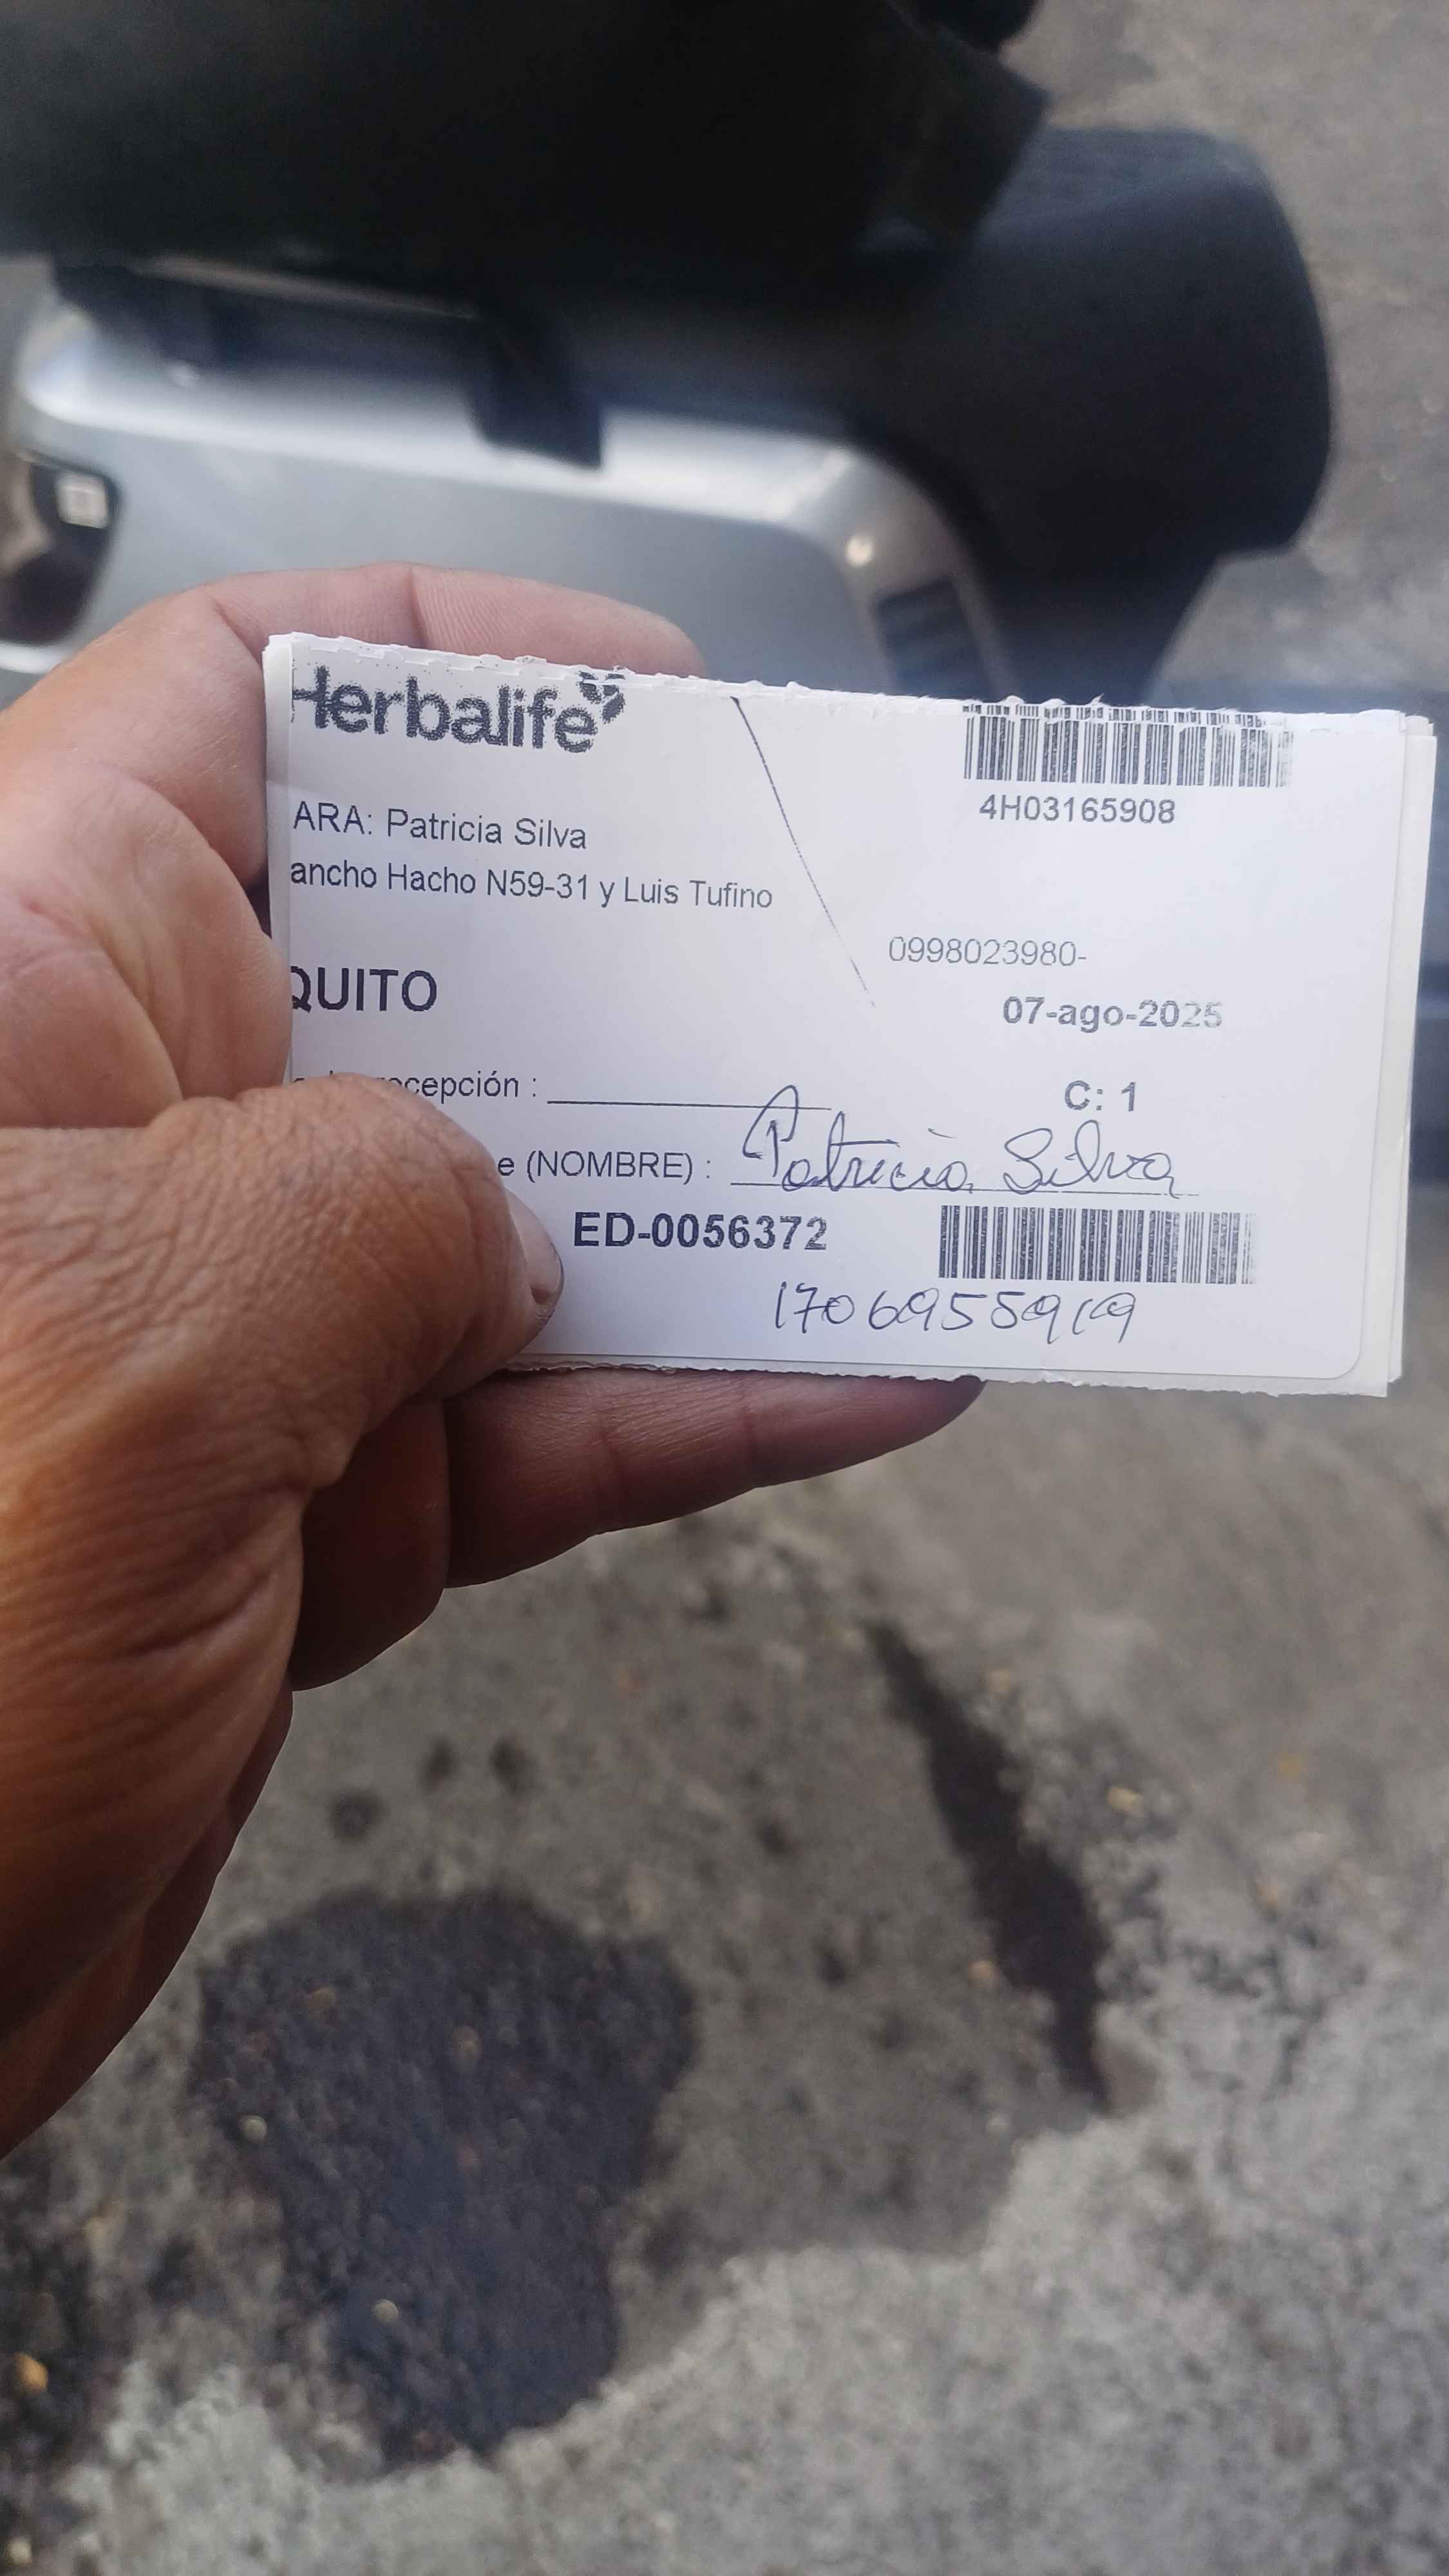 Herbalife
4H03165908
ARA: Patricia Silva
ancho Hacho N59-31 y Luis Tufino
0998023980-
QUITO
07-ago-2025
cepción :
C: 1
e (NOMBRE) : Patricia Silva
ED-0056372
1706955919